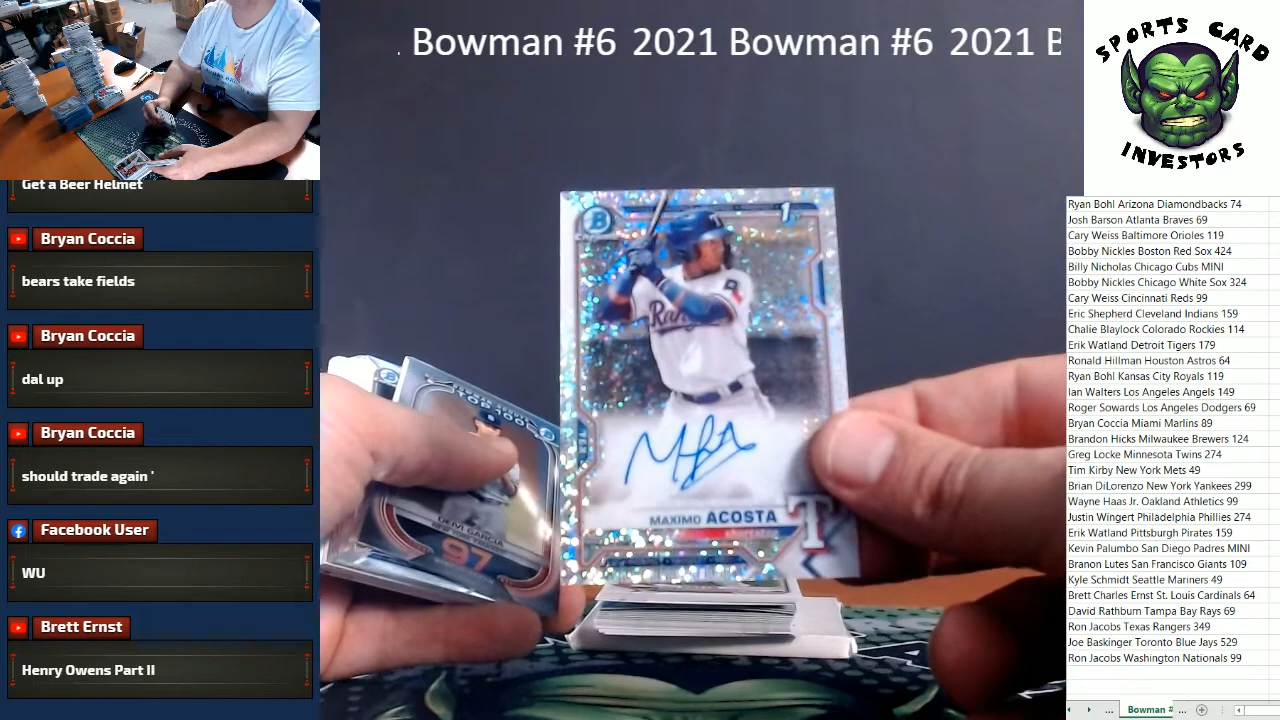 . Bowman #6 2021 Bowman #6 2021 B
SPORTS CARD
INVESTORS
Get a Beer Helmet
Bryan Coccia
bears take fields
Bryan Coccia
dal up
Bryan Coccia
should trade again '
Facebook User
WU
Brett Ernst
Henry Owens Part II
1st
Rangers
MAXIMO ACOSTA
T
TOP 100
DEIVI GARCIA
97
Ryan Bohl Arizona Diamondbacks 74
Josh Barson Atlanta Braves 69
Cary Weiss Baltimore Orioles 119
Bobby Nickles Boston Red Sox 424
Billy Nicholas Chicago Cubs MINI
Bobby Nickles Chicago White Sox 324
Cary Weiss Cincinnati Reds 99
Eric Shepherd Cleveland Indians 159
Chalie Blaylock Colorado Rockies 114
Erik Watland Detroit Tigers 179
Ronald Hillman Houston Astros 64
Ryan Bohl Kansas City Royals 119
Ian Walters Los Angeles Angels 149
Roger Sowards Los Angeles Dodgers 69
Bryan Coccia Miami Marlins 89
Brandon Hicks Milwaukee Brewers 124
Greg Locke Minnesota Twins 274
Tim Kirby New York Mets 49
Brian DiLorenzo New York Yankees 299
Wayne Haas Jr. Oakland Athletics 99
Justin Wingert Philadelphia Phillies 274
Erik Watland Pittsburgh Pirates 159
Kevin Palumbo San Diego Padres MINI
Branon Lutes San Francisco Giants 109
Kyle Schmidt Seattle Mariners 49
Brett Charles Ernst St. Louis Cardinals 64
David Rathburn Tampa Bay Rays 69
Ron Jacobs Texas Rangers 349
Joe Baskinger Toronto Blue Jays 529
Ron Jacobs Washington Nationals 99
... Bowman # ...